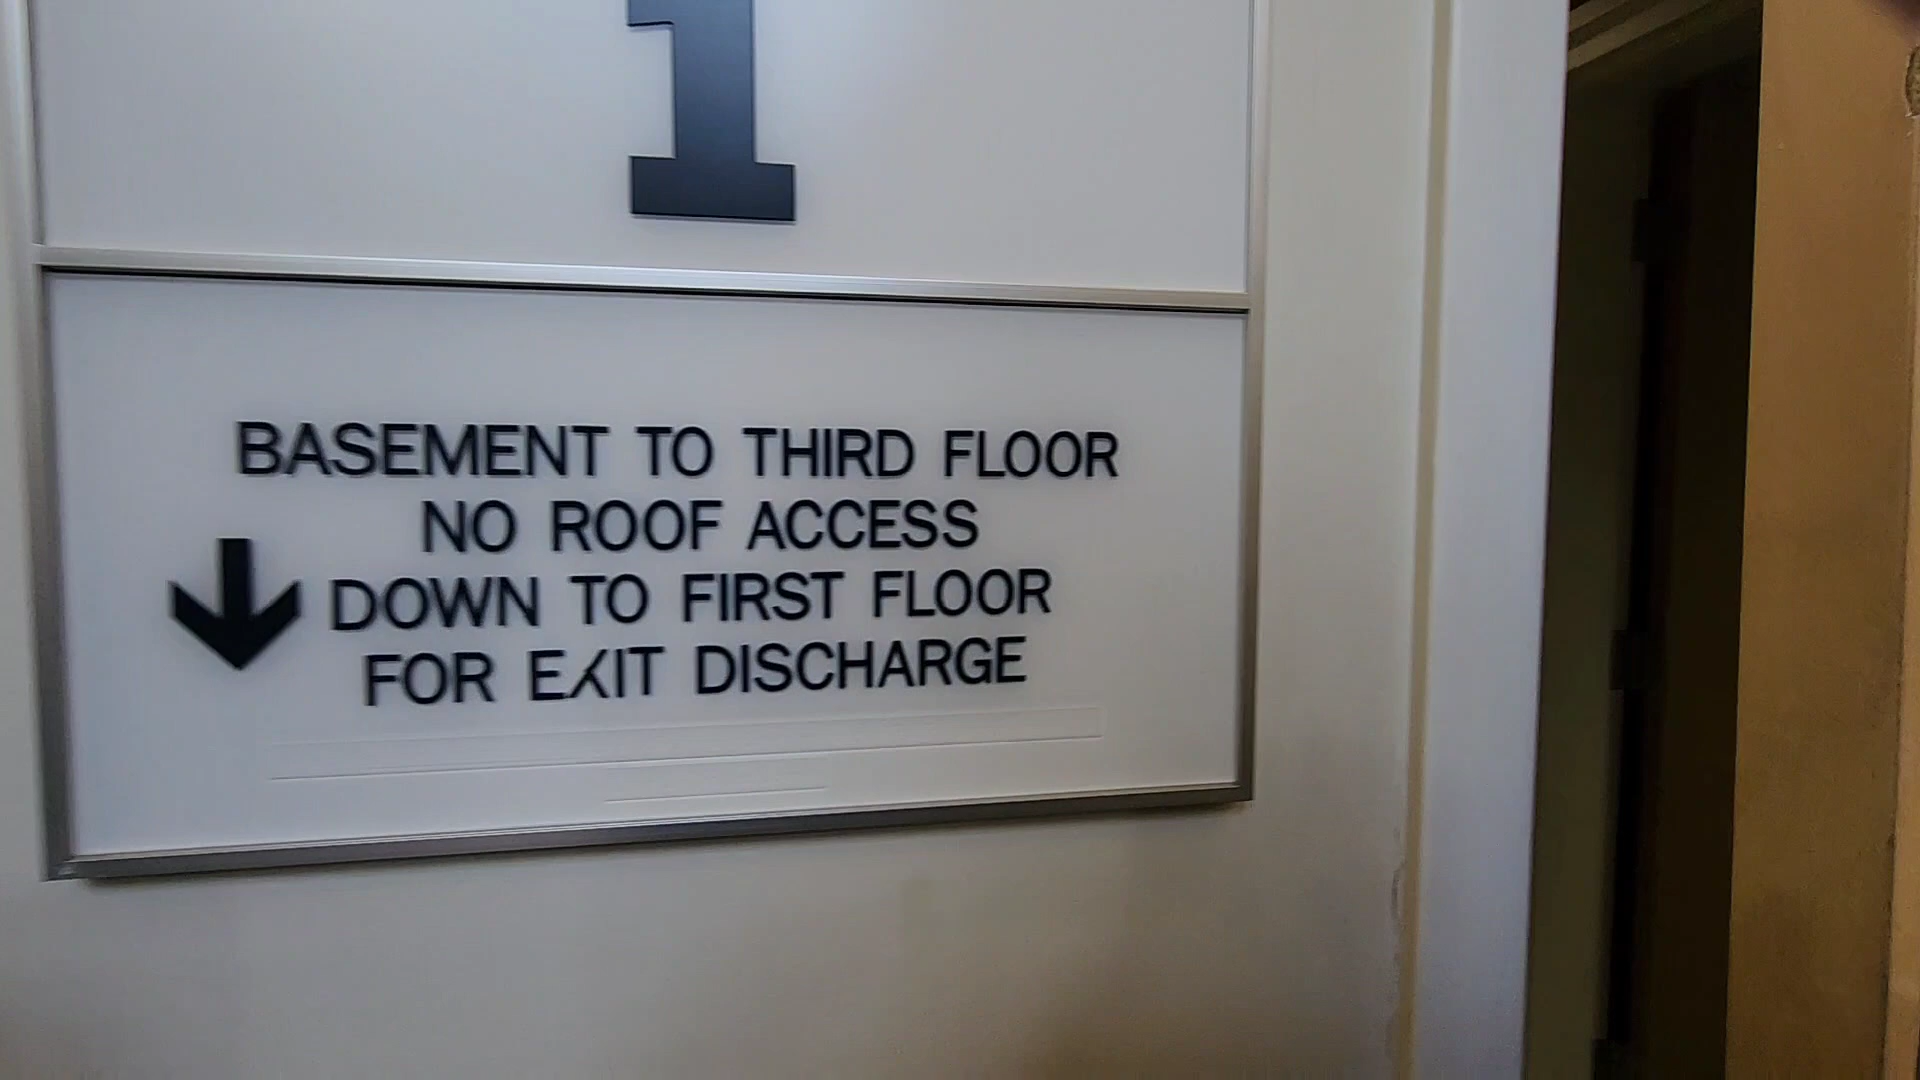 1
BASEMENT TO THIRD FLOOR
NO ROOF ACCESS
DOWN TO FIRST FLOOR
FOR EXIT DISCHARGE